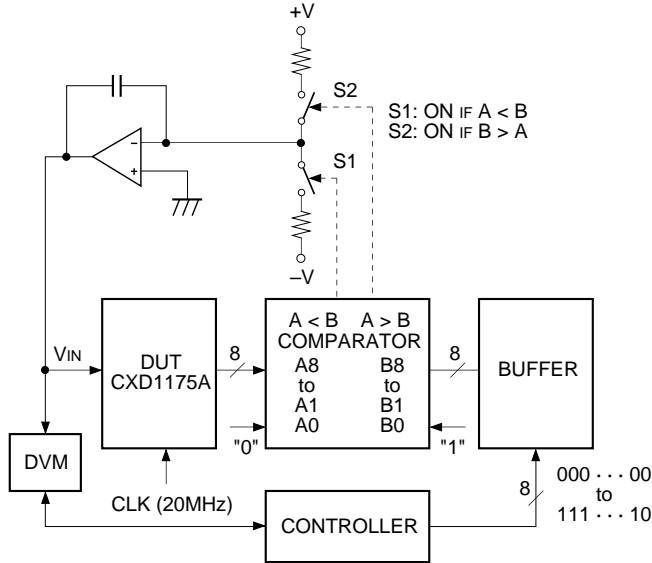 +V
S2
S1: ON IF A < B
S2: ON IF B > A
S1
–
+
–V
A < B A > B
COMPARATOR
A8 B8
to to
A1 B1
A0 B0
VIN
DUT
CXD1175A
8
8
BUFFER
"0"
"1"
DVM
CLK (20MHz)
CONTROLLER
8
000 · · · 00
to
111 · · · 10